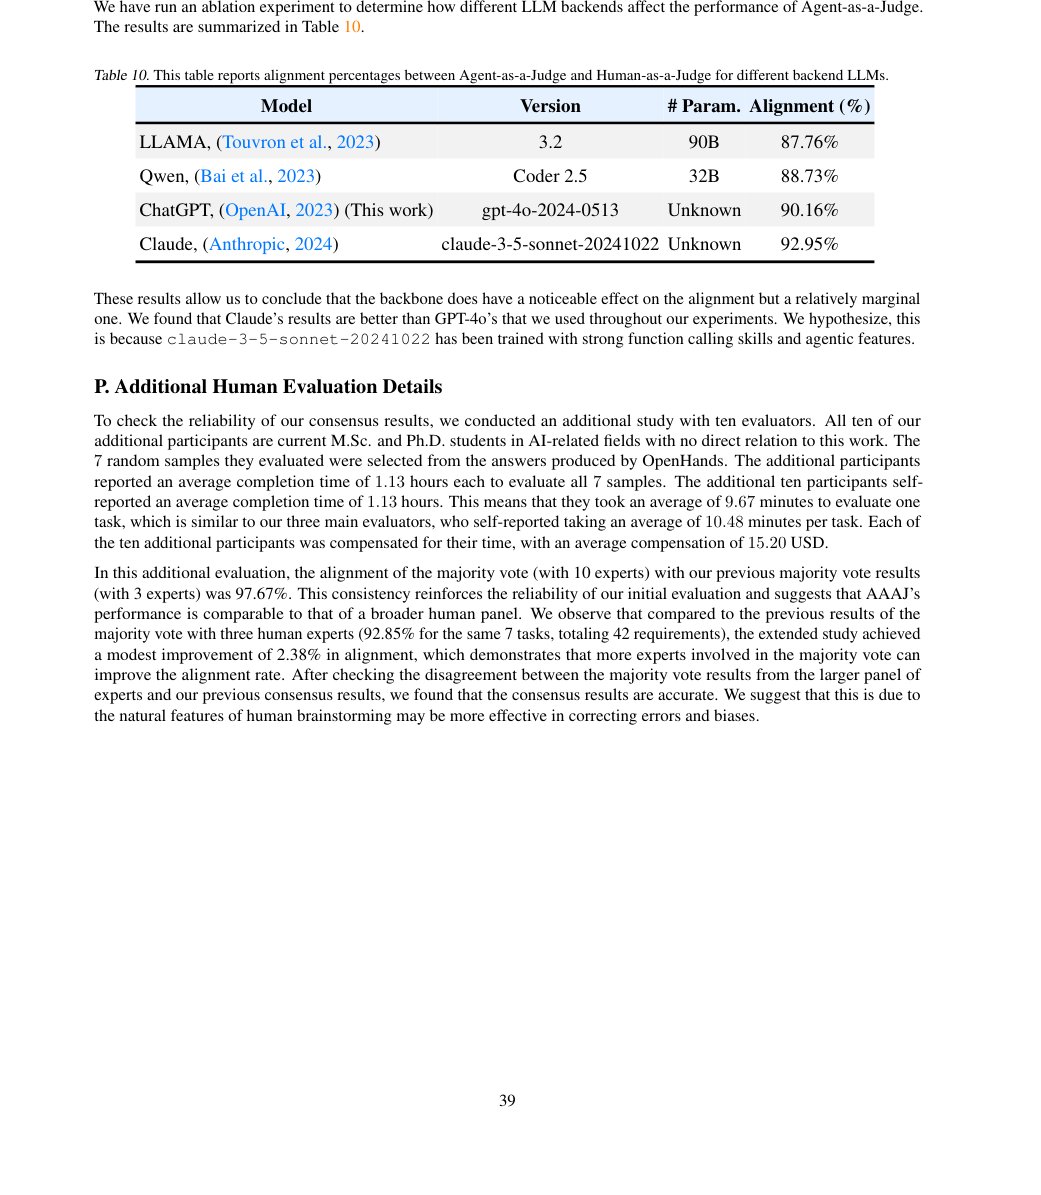 We have run an ablation experiment to determine how different LLM backends affect the performance of Agent-as-a-Judge.
The results are summarized in Table 10.
Table 10. This table reports alignment percentages between Agent-as-a-Judge and Human-as-a-Judge for different backend LLMs.
Model Version # Param. Alignment (%)
LLAMA, (Touvron et al., 2023) 3.2 90B 87.76%
Qwen, (Bai et al., 2023) Coder 2.5 32B 88.73%
ChatGPT, (OpenAI, 2023) (This work) gpt-4o-2024-0513 Unknown 90.16%
Claude, (Anthropic, 2024) claude-3-5-sonnet-20241022 Unknown 92.95%
These results allow us to conclude that the backbone does have a noticeable effect on the alignment but a relatively marginal
one. We found that Claude's results are better than GPT-4o's that we used throughout our experiments. We hypothesize, this
is because claude-3-5-sonnet-20241022 has been trained with strong function calling skills and agentic features.
P. Additional Human Evaluation Details
To check the reliability of our consensus results, we conducted an additional study with ten evaluators. All ten of our
additional participants are current M.Sc. and Ph.D. students in AI-related fields with no direct relation to this work. The
7 random samples they evaluated were selected from the answers produced by OpenHands. The additional participants
reported an average completion time of 1.13 hours each to evaluate all 7 samples. The additional ten participants self-
reported an average completion time of 1.13 hours. This means that they took an average of 9.67 minutes to evaluate one
task, which is similar to our three main evaluators, who self-reported taking an average of 10.48 minutes per task. Each of
the ten additional participants was compensated for their time, with an average compensation of 15.20 USD.
In this additional evaluation, the alignment of the majority vote (with 10 experts) with our previous majority vote results
(with 3 experts) was 97.67%. This consistency reinforces the reliability of our initial evaluation and suggests that AAAJ's
performance is comparable to that of a broader human panel. We observe that compared to the previous results of the
majority vote with three human experts (92.85% for the same 7 tasks, totaling 42 requirements), the extended study achieved
a modest improvement of 2.38% in alignment, which demonstrates that more experts involved in the majority vote can
improve the alignment rate. After checking the disagreement between the majority vote results from the larger panel of
experts and our previous consensus results, we found that the consensus results are accurate. We suggest that this is due to
the natural features of human brainstorming may be more effective in correcting errors and biases.
39